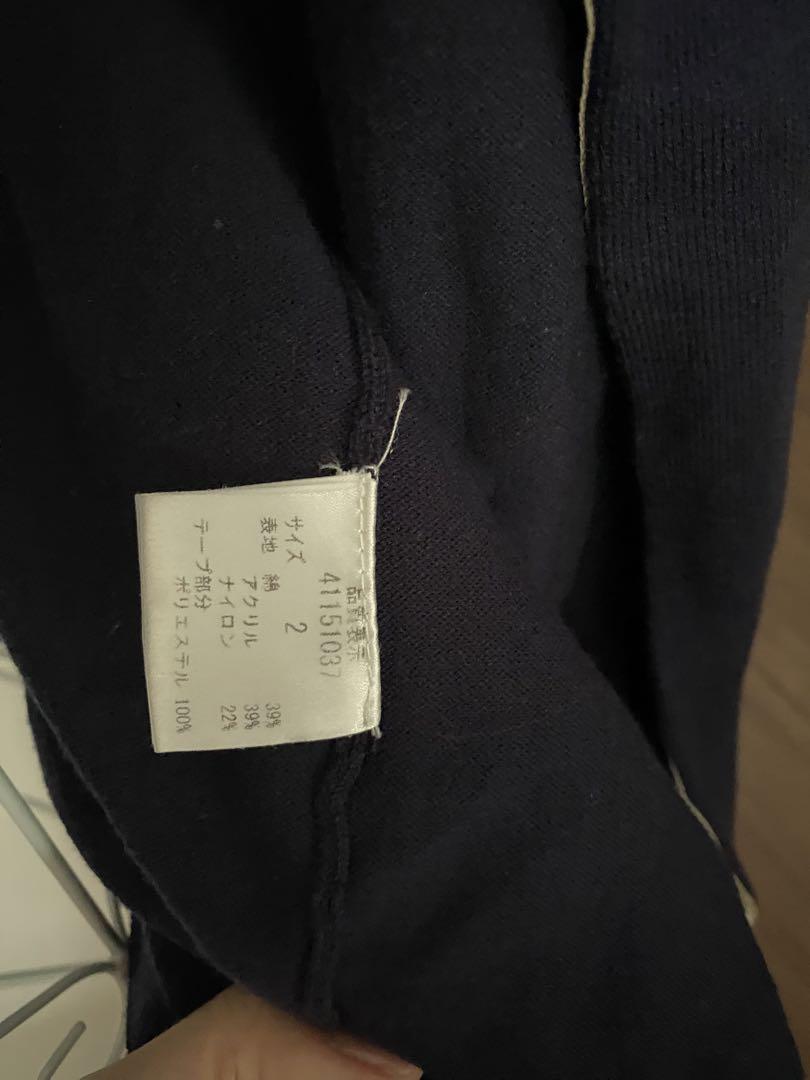 品質表示
41151037
サイズ 2
表地 綿 39%
アクリル 39%
ナイロン 22%
テープ部分
ポリエステル 100%